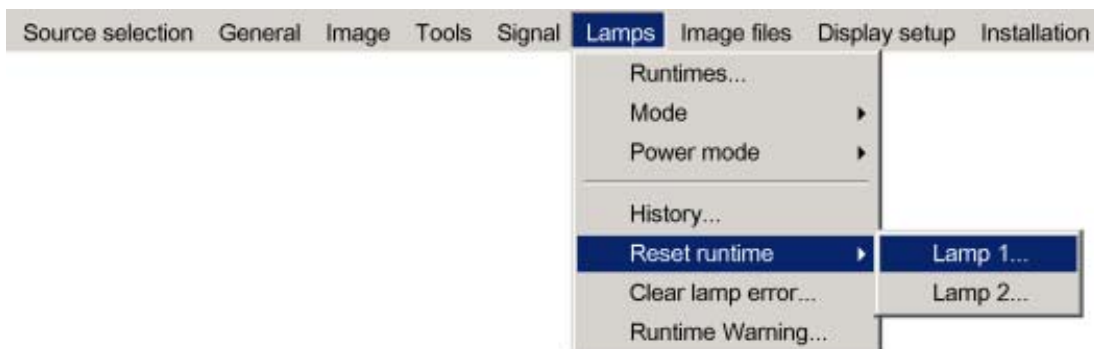 Source selection General Image Tools Signal Lamps Image files Display setup Installation
Runtimes...
Mode
Power mode
History...
Reset runtime Lamp 1...
Clear lamp error... Lamp 2...
Runtime Warning...